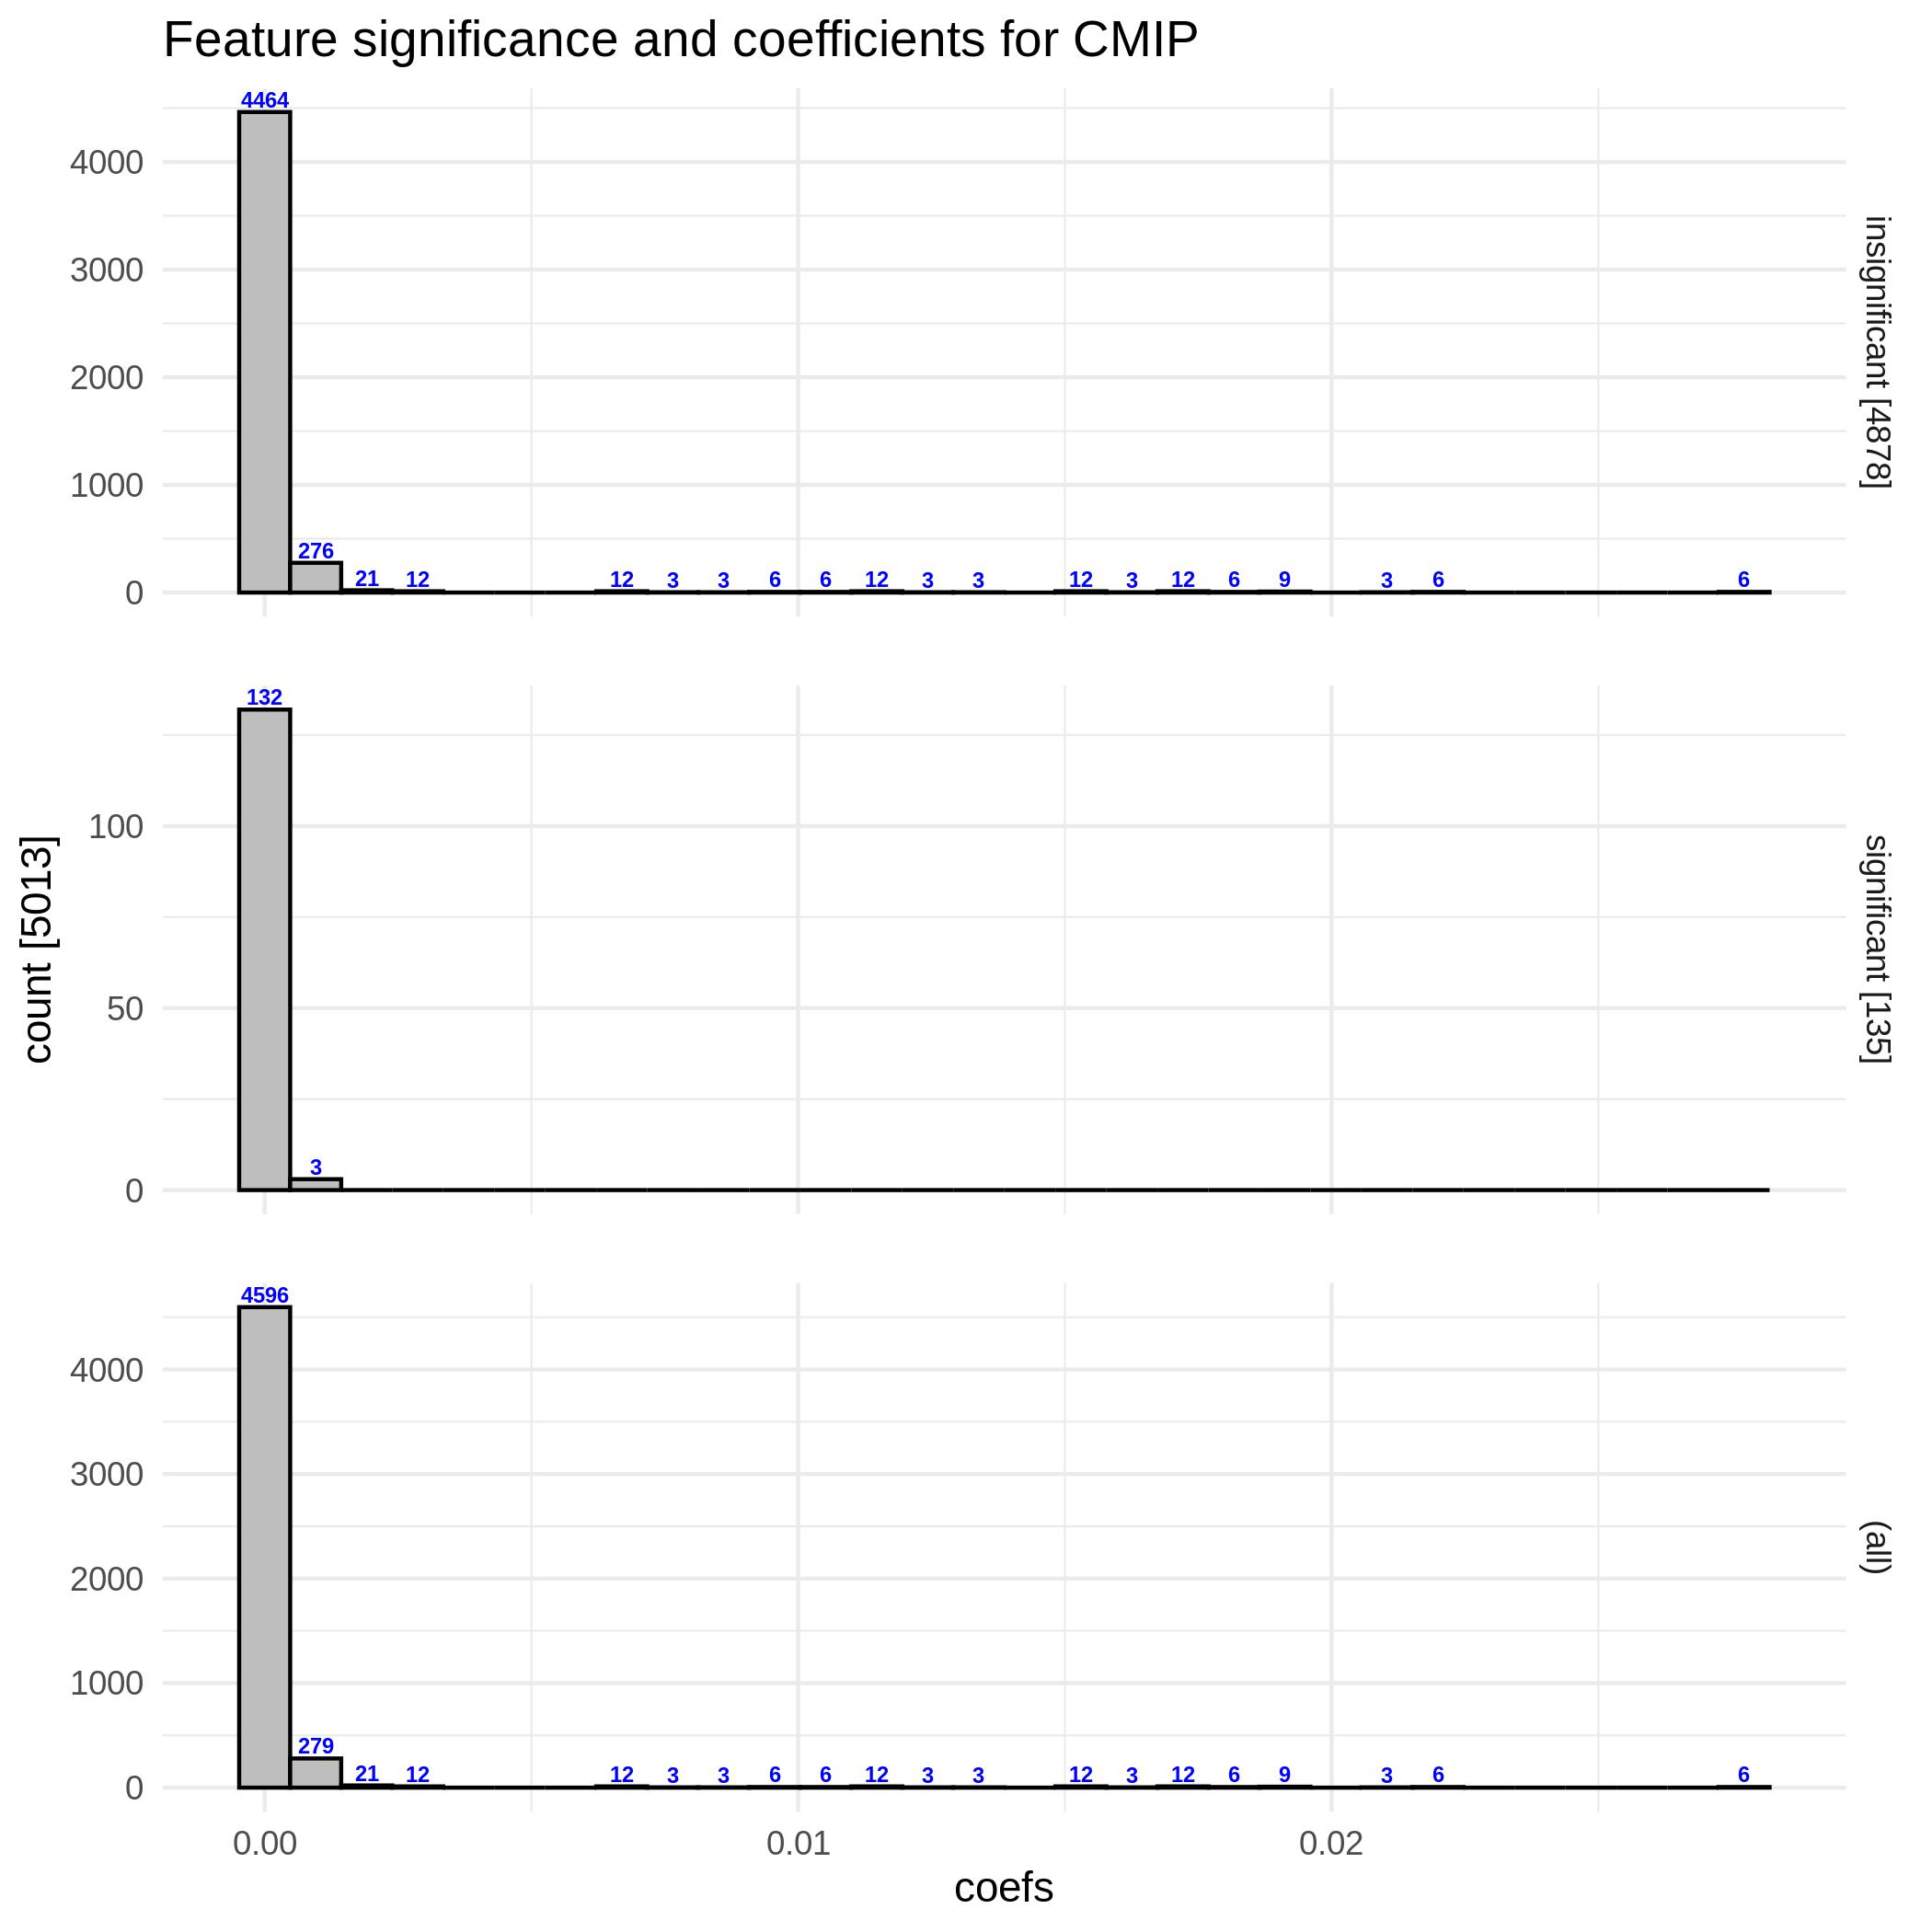 Feature significance and coefficients for CMIP
4464
4000
3000
2000
1000
276
21 12 12 3 3 6 6 12 3 3 12 3 12 6 9 3 6 6
0
insignificant [4878]
132
100
50
3
0
significant [135]
count [5013]
4596
4000
3000
2000
1000
279
21 12 12 3 3 6 6 12 3 3 12 3 12 6 9 3 6 6
0
(all)
0.00 0.01 0.02
coefs